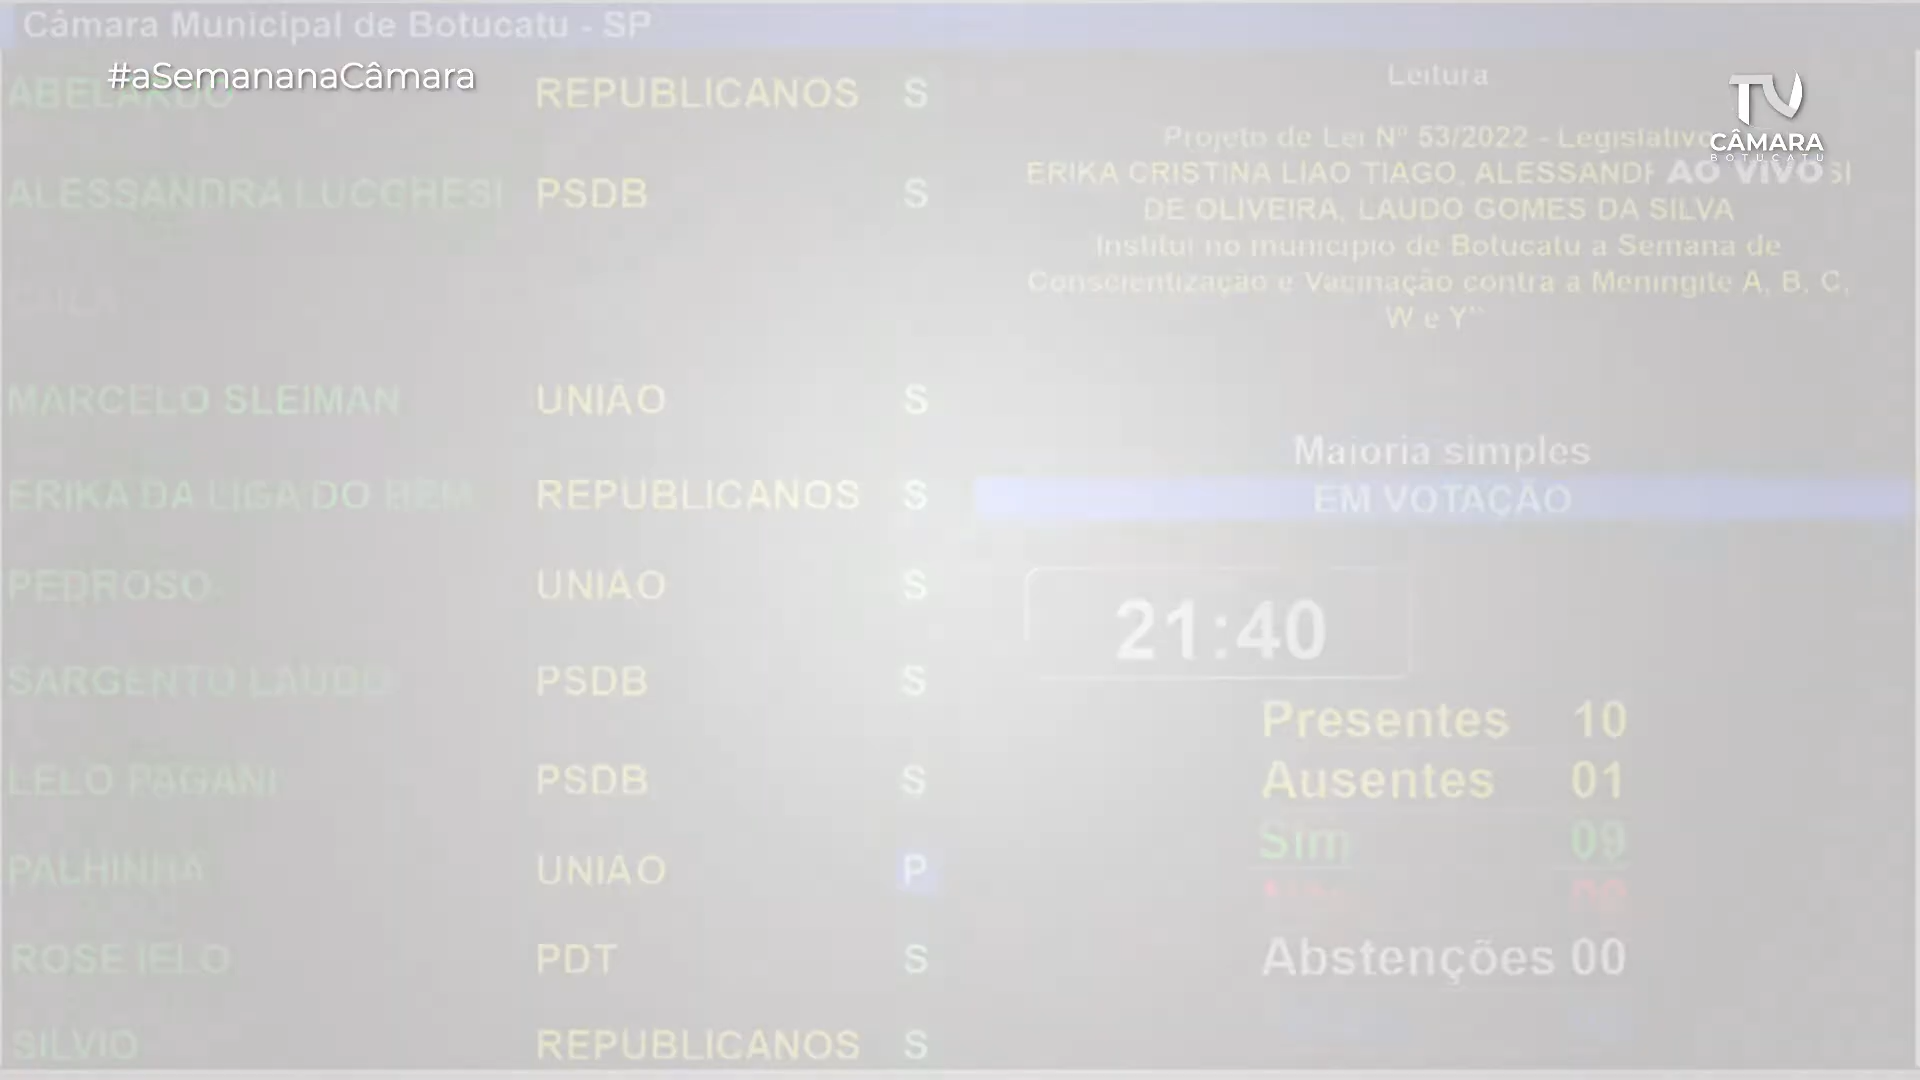 Câmara Municipal de Botucatu - SP
#aSemananaCâmara
ABELARDO REPUBLICANOS S
ALESSANDRA LUCCHESI PSDB S
MARCELO SLEIMAN UNIÃO S
ERIKA DA LIGA DO BEM REPUBLICANOS S
PEDROSO UNIÃO S
SARGENTO LAUDO PSDB S
LELO PAGANI PSDB S
PALHINHA UNIÃO P
ROSE IELO PDT S
SILVIO REPUBLICANOS S
Leitura
Projeto de Lei Nº 53/2022 - Legislativo
ERIKA CRISTINA LIAO TIAGO, ALESSANDR SI
DE OLIVEIRA, LAUDO GOMES DA SILVA
Institui no município de Botucatu a Semana de
Conscientização e Vacinação contra a Meningite A, B, C,
W e Y"
TV
CÂMARA
BOTUCATU
AO VIVO
Maioria simples
EM VOTAÇÃO
21:40
Presentes 10
Ausentes 01
Sim 09
00
Abstenções 00